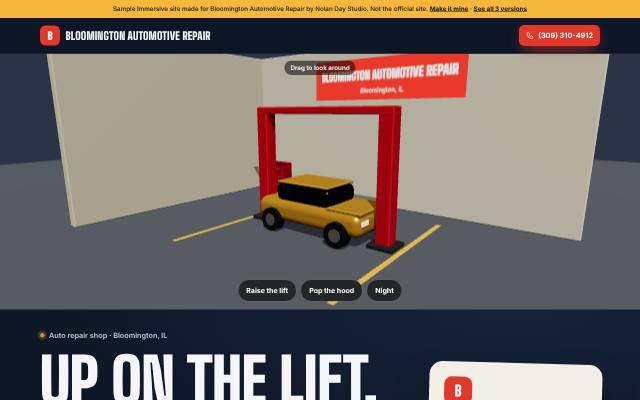 Sample Immersive site made for Bloomington Automotive Repair by Nolan Day Studio. Not the official site. Make it mine · See all 3 versions
B BLOOMINGTON AUTOMOTIVE REPAIR
(309) 310-4912
Drag to look around
BLOOMINGTON AUTOMOTIVE REPAIR
Bloomington, IL
Raise the lift
Pop the hood
Night
Auto repair shop · Bloomington, IL
UP ON THE LIFT.
B